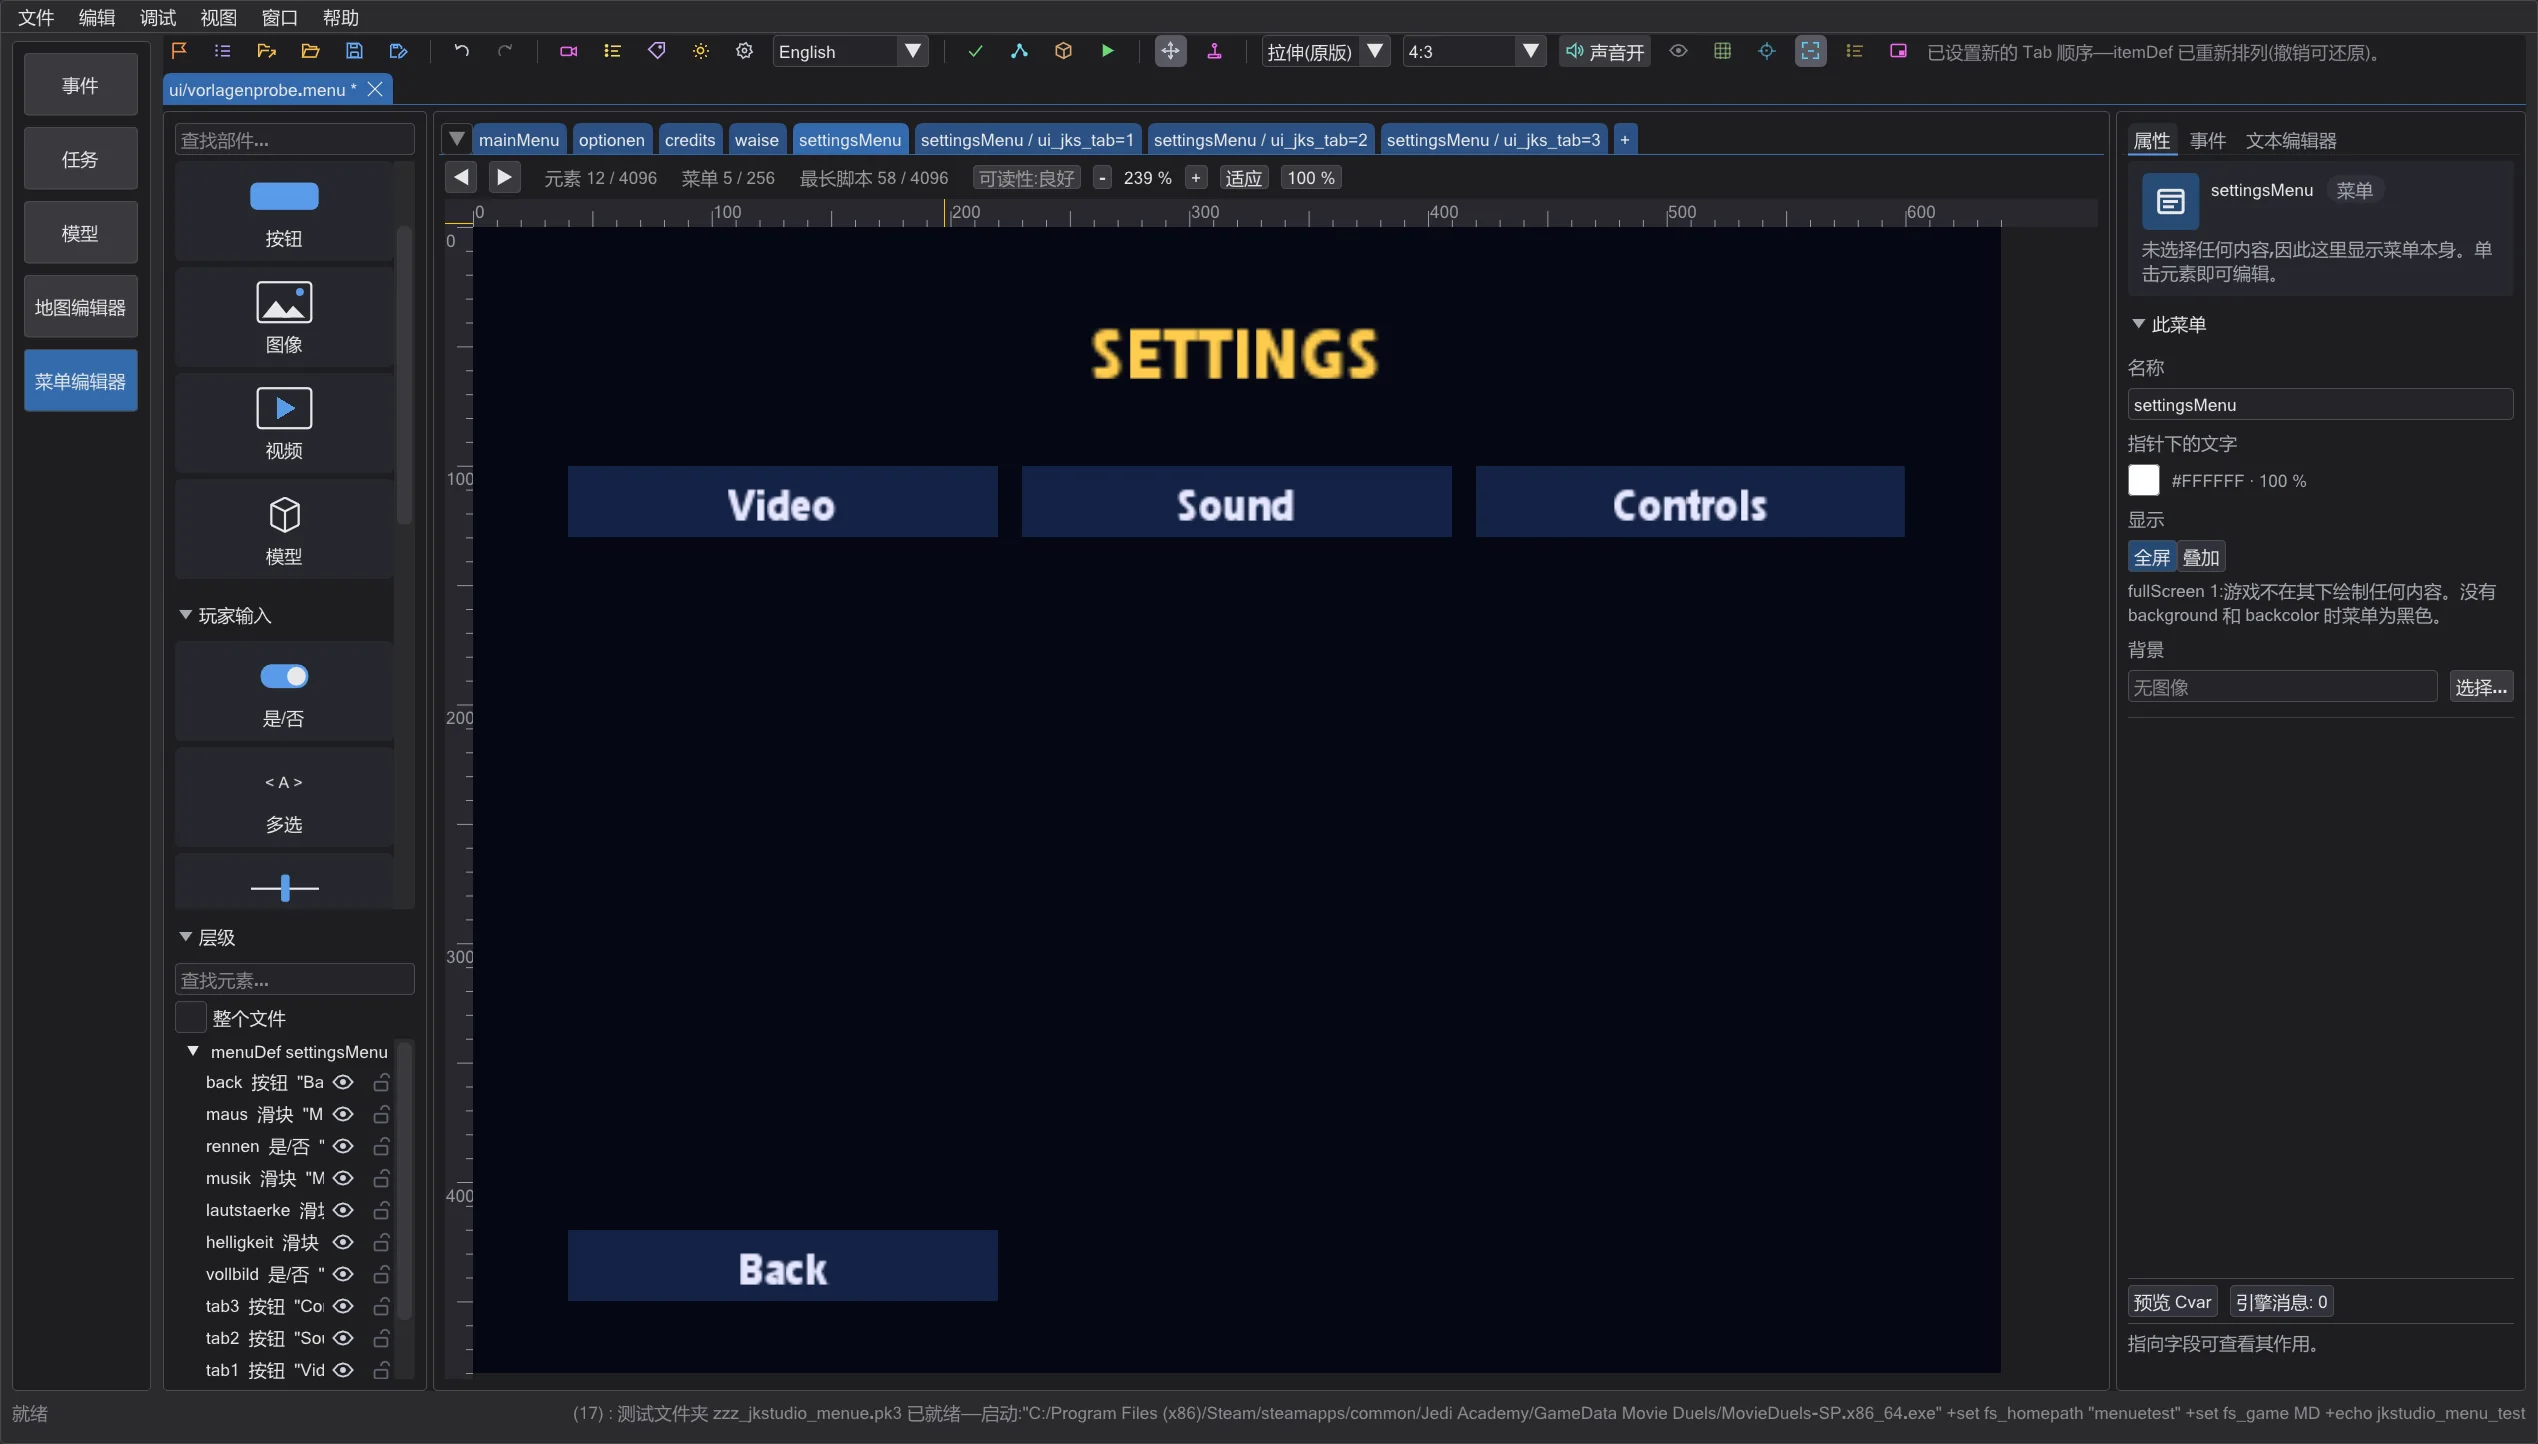 文件 编辑 调试 视图 窗口 帮助
English 拉伸(原版) 4:3 声音开 已设置新的 Tab 顺序—itemDef 已重新排列(撤销可还原)。
事件
任务
模型
地图编辑器
菜单编辑器
ui/vorlagenprobe.menu *
查找部件...
按钮
图像
视频
模型
玩家输入
是/否
< A >
多选
层级
查找元素...
整个文件
menuDef settingsMenu
back 按钮 "Ba
maus 滑块 "M
rennen 是/否 "
musik 滑块 "M
lautstaerke 滑块
helligkeit 滑块
vollbild 是/否 "
tab3 按钮 "Co
tab2 按钮 "Sou
tab1 按钮 "Vid
mainMenu optionen credits waise settingsMenu settingsMenu / ui_jks_tab=1 settingsMenu / ui_jks_tab=2 settingsMenu / ui_jks_tab=3 +
元素 12 / 4096 菜单 5 / 256 最长脚本 58 / 4096 可读性:良好 - 239 % + 适应 100 %
0 100 200 300 400 500 600
0
100
200
300
400
SETTINGS
Video Sound Controls
Back
属性 事件 文本编辑器
settingsMenu 菜单
未选择任何内容,因此这里显示菜单本身。单
击元素即可编辑。
此菜单
名称
settingsMenu
指针下的文字
#FFFFFF · 100 %
显示
全屏 叠加
fullScreen 1:游戏不在其下绘制任何内容。没有
background 和 backcolor 时菜单为黑色。
背景
无图像 选择...
预览 Cvar 引擎消息: 0
指向字段可查看其作用。
就绪 (17) : 测试文件夹 zzz_jkstudio_menue.pk3 已就绪—启动:"C:/Program Files (x86)/Steam/steamapps/common/Jedi Academy/GameData Movie Duels/MovieDuels-SP.x86_64.exe" +set fs_homepath "menuetest" +set fs_game MD +echo jkstudio_menu_test